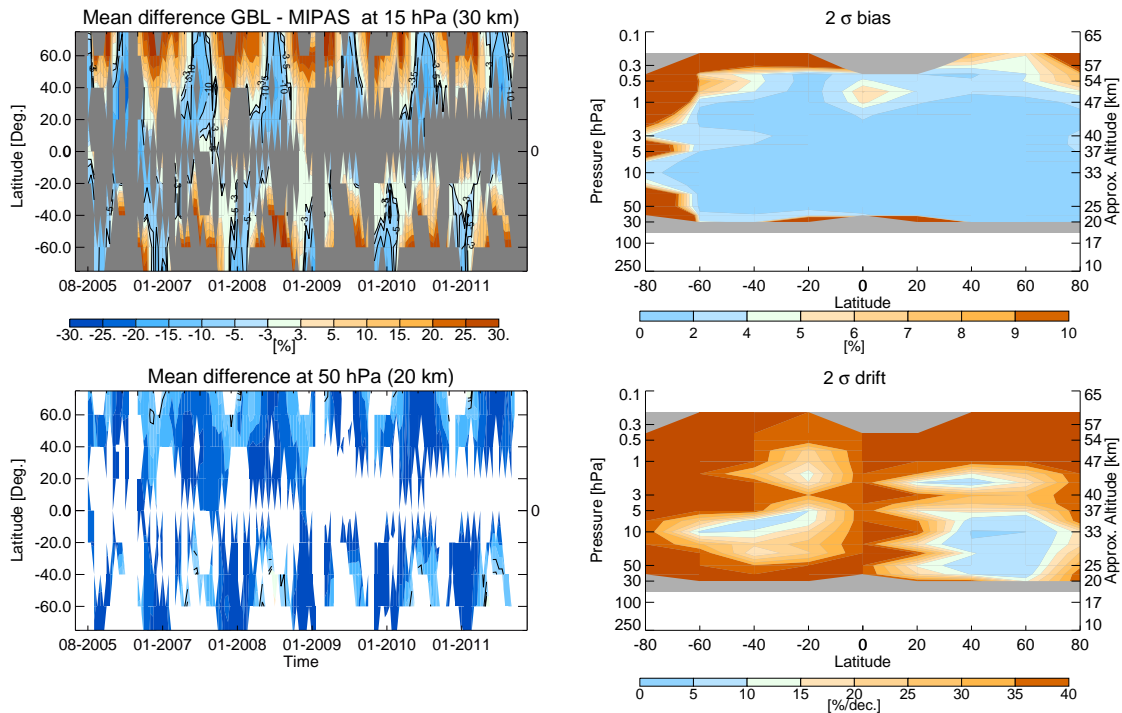 Mean difference GBL - MIPAS at 15 hPa (30 km)
Latitude [Deg.]
60.0
40.0
20.0
0.0
-20.0
-40.0
-60.0
0
08-2005 01-2007 01-2008 01-2009 01-2010 01-2011
-30. -25. -20. -15. -10. -5. -3. 3. 5. 10. 15. 20. 25. 30.
[%]
2 σ bias
Pressure [hPa]
0.1
0.3
0.5
1
3
5
10
50
30
100
250
Approx. Altitude [km]
65
57
54
47
40
37
33
24
20
17
10
-80 -60 -40 -20 0 20 40 60 80
Latitude
0 2 4 5 6 7 8 9 10
[%]
Mean difference at 50 hPa (20 km)
Latitude [Deg.]
60.0
40.0
20.0
0.0
-20.0
-40.0
-60.0
0
08-2005 01-2007 01-2008 01-2009 01-2010 01-2011
Time
2 σ drift
Pressure [hPa]
0.1
0.3
0.5
1
3
5
10
50
30
100
250
Approx. Altitude [km]
65
57
54
47
40
37
33
24
20
17
10
-80 -60 -40 -20 0 20 40 60 80
Latitude
0 5 10 15 20 25 30 35 40
[%/dec.]